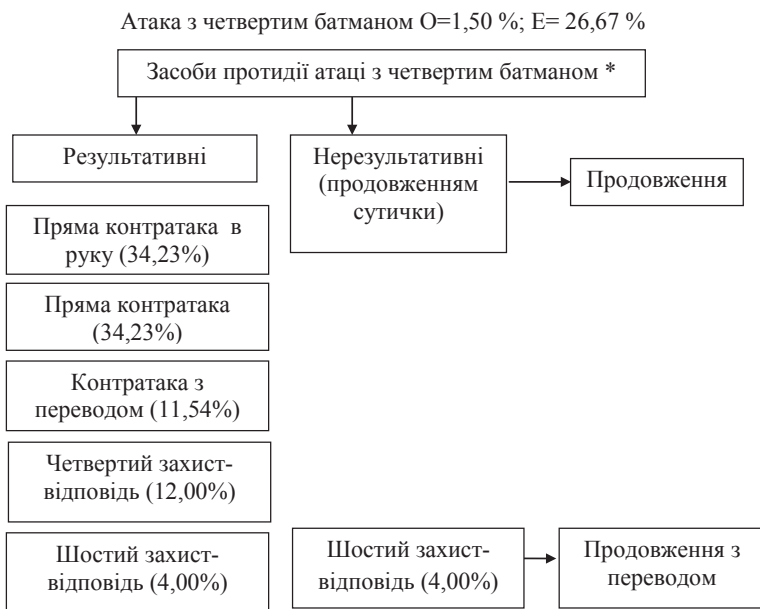 Атака з четвертим батманом О=1,50 %; Е= 26,67 %
Засоби протидії атаці з четвертим батманом *
Результативні
Нерезультативні
(продовженням
сутички)
Продовження
Пряма контратака в
руку (34,23%)
Пряма контратака
(34,23%)
Контратака з
переводом (11,54%)
Четвертий захист-
відповідь (12,00%)
Шостий захист-
відповідь (4,00%)
Шостий захист-
відповідь (4,00%)
Продовження з
переводом